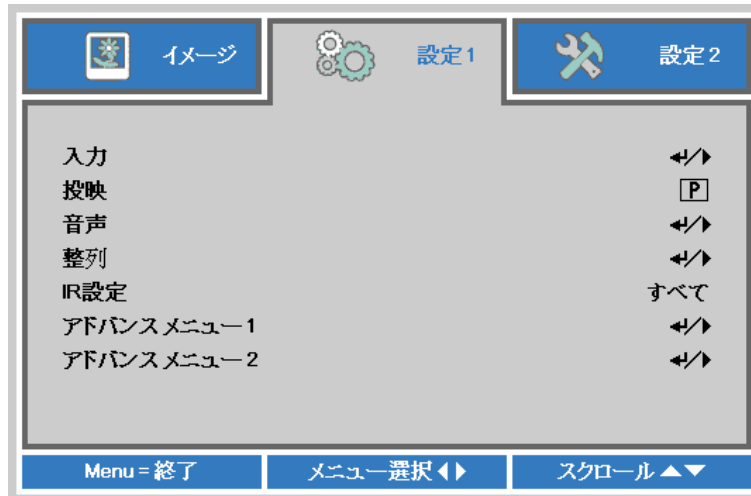 イメージ 設定1 設定2
入力 ↵/▶
投映 P
音声 ↵/▶
整列 ↵/▶
IR設定 すべて
アドバンスメニュー1 ↵/▶
アドバンスメニュー2 ↵/▶
Menu=終了 メニュー選択◀▶ スクロール▲▼